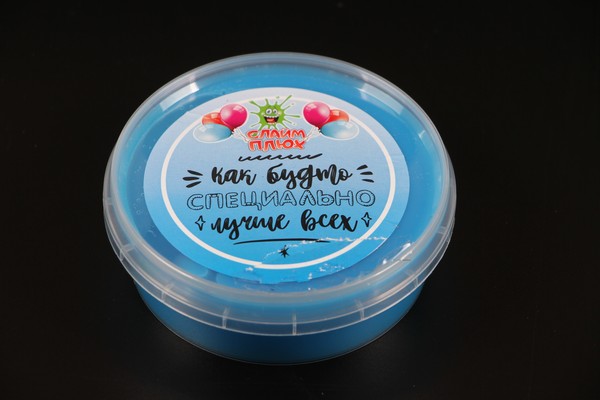 СЛАЙМ
ПЛЮХ
как будто
СПЕЦИАЛЬНО
лучше всех